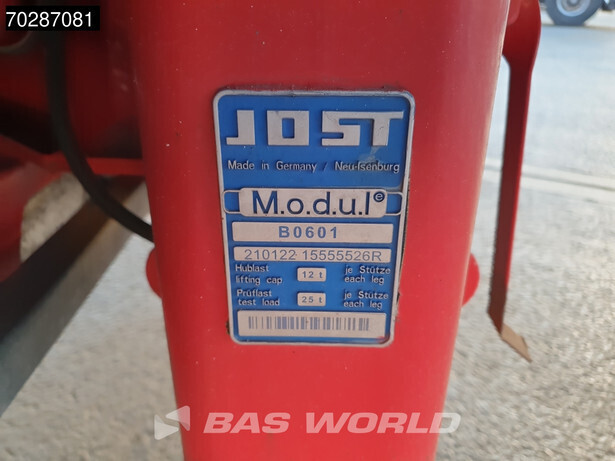 70287081
JOST
Made in Germany / Neu-Isenburg
M.o.d.u.l e
B0601
210122 15555526R
Hublast 12 t je Stütze
lifting cap. each leg
Prüflast 25 t je Stütze
test load each leg
BAS WORLD